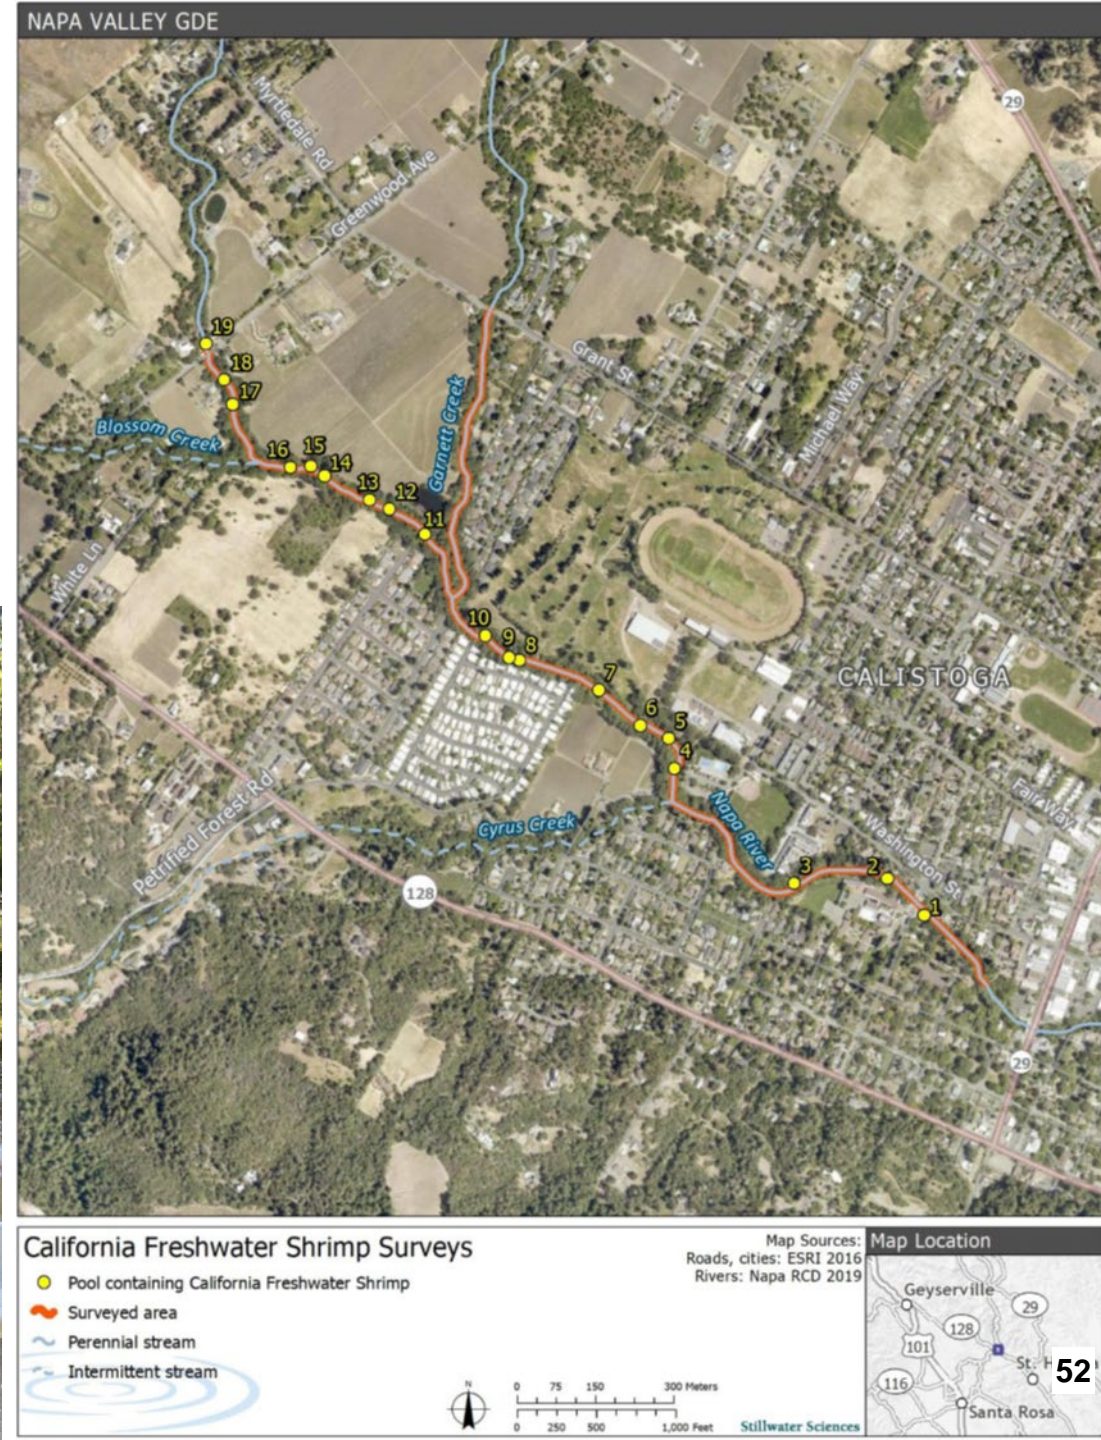 NAPA VALLEY GDE
29
Myrtledale Rd
Greenwood Ave
19
18
17
Grant St
Garnett Creek
Michael Way
Blossom Creek
16
15
14
13
12
11
White Ln
10
9
8
7
CALISTOGA
6
5
4
Petrified Forest Rd
Cyrus Creek
Napa River
Fair Way
Washington St
3
2
1
128
29
California Freshwater Shrimp Surveys
Pool containing California Freshwater Shrimp
Surveyed area
Perennial stream
Intermittent stream
N
0 75 150 300 Meters
0 250 500 1,000 Feet
Map Sources:
Roads, cities: ESRI 2016
Rivers: Napa RCD 2019
Stillwater Sciences
Map Location
Geyserville
29
128
101
St.
52
116
Santa Rosa